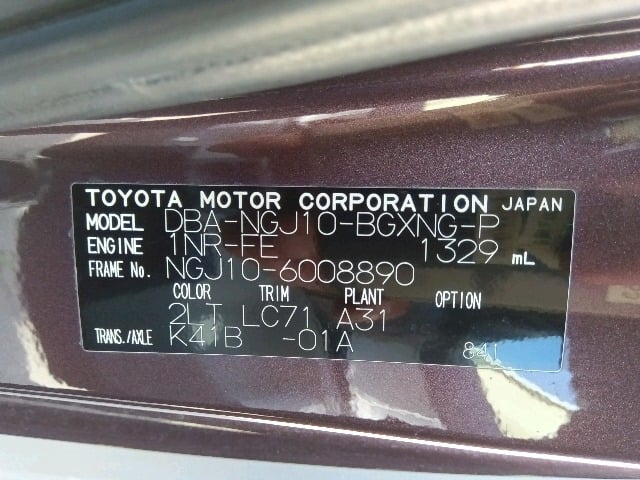 TOYOTA MOTOR CORPORATION JAPAN
MODEL DBA-NGJ10-BGXNG-P
ENGINE 1NR-FE 1329 mL
FRAME No. NGJ10-6008890
COLOR TRIM PLANT OPTION
2LT LC71 A31
TRANS./AXLE K41B -01A
841